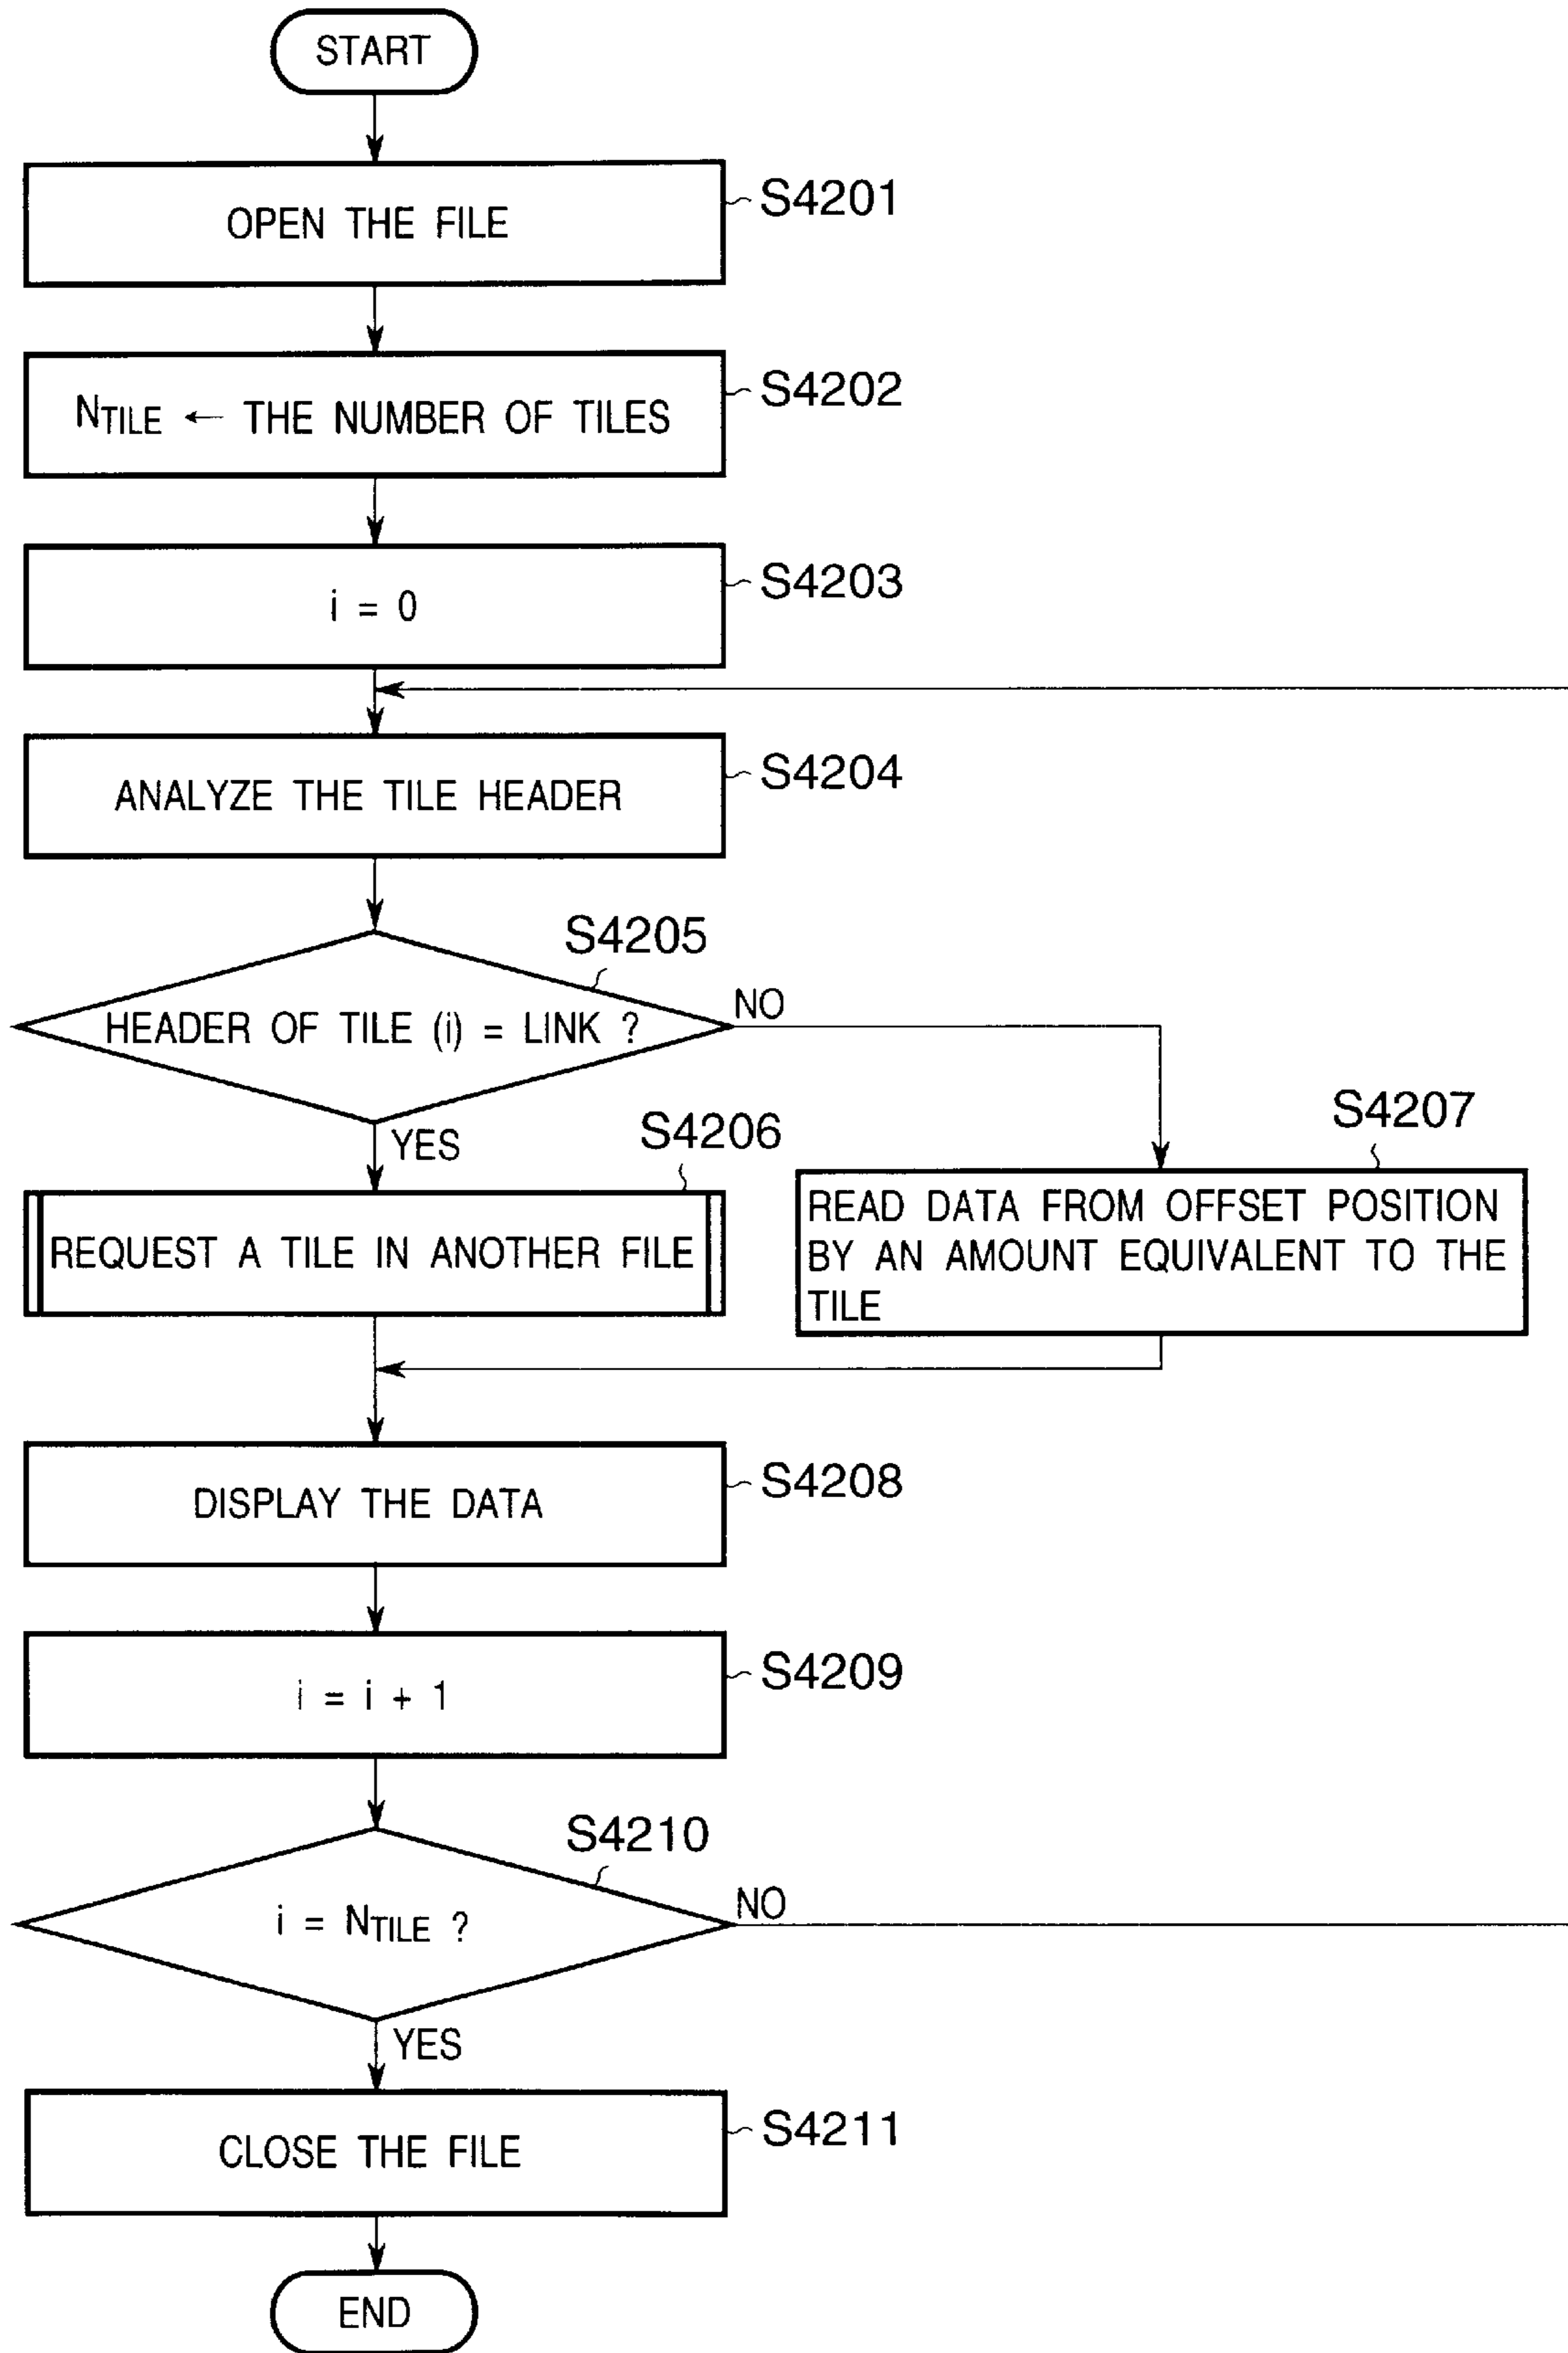 START
OPEN THE FILE
S4201
NTILE ← THE NUMBER OF TILES
S4202
i = 0
S4203
ANALYZE THE TILE HEADER
S4204
S4205
HEADER OF TILE (i) = LINK ?
NO
YES
S4206
S4207
REQUEST A TILE IN ANOTHER FILE
READ DATA FROM OFFSET POSITION
BY AN AMOUNT EQUIVALENT TO THE
TILE
DISPLAY THE DATA
S4208
i = i + 1
S4209
S4210
i = NTILE ?
NO
YES
CLOSE THE FILE
S4211
END